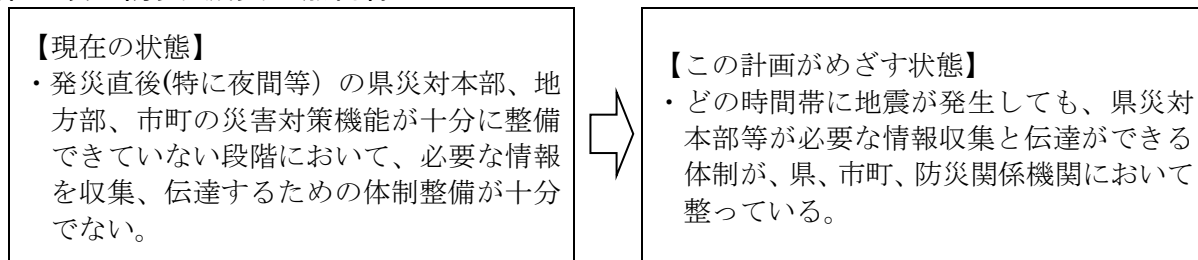 【現在の状態】
・発災直後(特に夜間等）の県災対本部、地
方部、市町の災害対策機能が十分に整備
できていない段階において、必要な情報
を収集、伝達するための体制整備が十分
でない。
【この計画がめざす状態】
・どの時間帯に地震が発生しても、県災対
本部等が必要な情報収集と伝達ができる
体制が、県、市町、防災関係機関において
整っている。